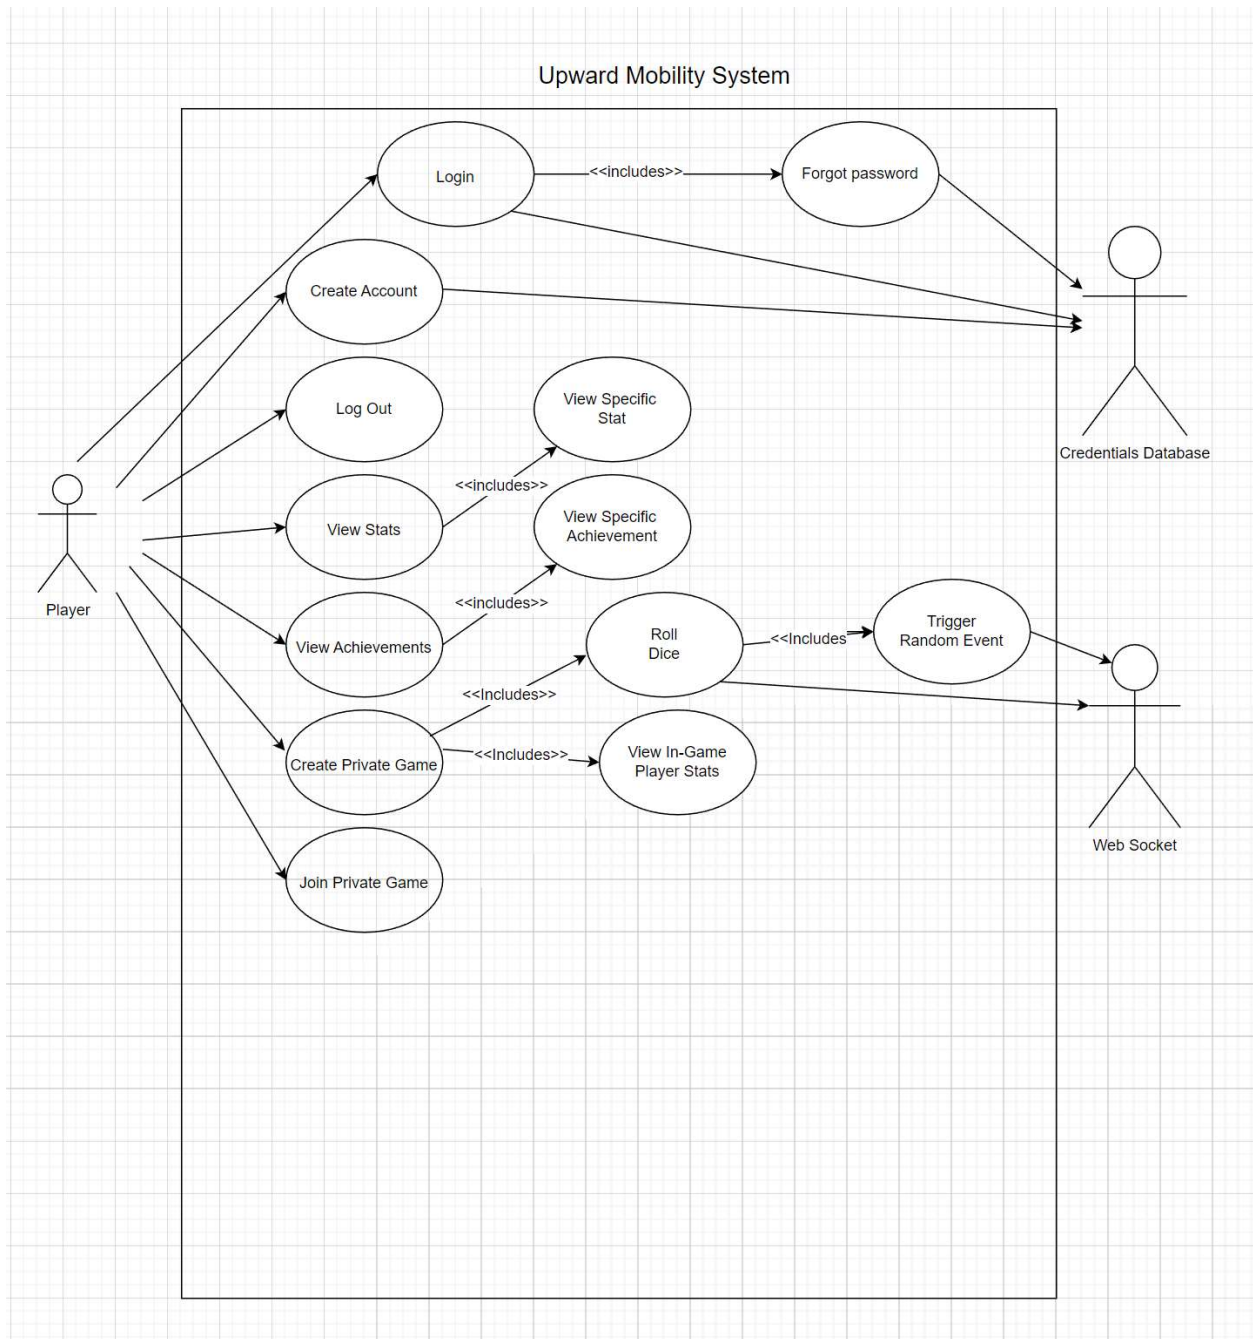 Upward Mobility System
Login
<<includes>>
Forgot password
Create Account
Log Out
View Specific
Stat
<<includes>>
View Stats
View Specific
Achievement
<<includes>>
View Achievements
Credentials Database
Player
Roll
Dice
<<Includes
Trigger
Random Event
<<Includes>>
Create Private Game
<<Includes>>
View In-Game
Player Stats
Web Socket
Join Private Game